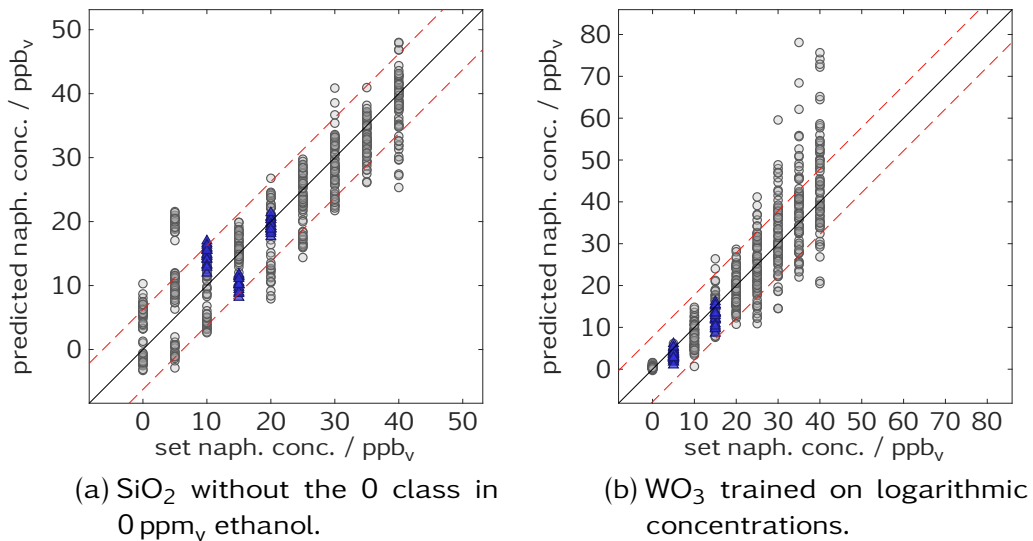 50
40
30
20
10
0
predicted naph. conc. / ppbᵥ
0 10 20 30 40 50
set naph. conc. / ppbᵥ
(a) SiO₂ without the 0 class in
0 ppmᵥ ethanol.
80
70
60
50
40
30
20
10
0
predicted naph. conc. / ppbᵥ
0 10 20 30 40 50 60 70 80
set naph. conc. / ppbᵥ
(b) WO₃ trained on logarithmic
concentrations.